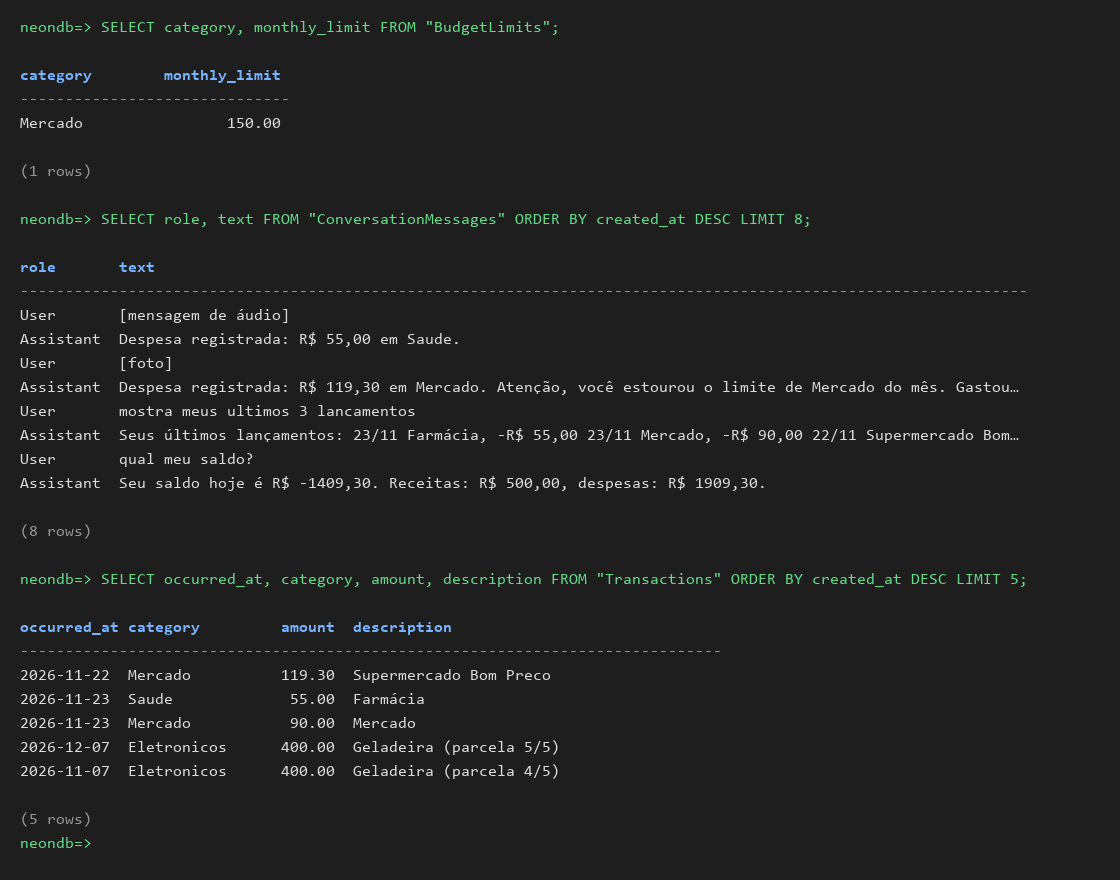 neondb=> SELECT category, monthly_limit FROM "BudgetLimits";
category monthly_limit
------------------------------
Mercado 150.00
(1 rows)
neondb=> SELECT role, text FROM "ConversationMessages" ORDER BY created_at DESC LIMIT 8;
role text
----------------------------------------------------------------------------------------------------------------
User [mensagem de áudio]
Assistant Despesa registrada: R$ 55,00 em Saude.
User [foto]
Assistant Despesa registrada: R$ 119,30 em Mercado. Atenção, você estourou o limite de Mercado do mês. Gastou…
User mostra meus ultimos 3 lancamentos
Assistant Seus últimos lançamentos: 23/11 Farmácia, -R$ 55,00 23/11 Mercado, -R$ 90,00 22/11 Supermercado Bom…
User qual meu saldo?
Assistant Seu saldo hoje é R$ -1409,30. Receitas: R$ 500,00, despesas: R$ 1909,30.
(8 rows)
neondb=> SELECT occurred_at, category, amount, description FROM "Transactions" ORDER BY created_at DESC LIMIT 5;
occurred_at category amount description
------------------------------------------------------------------------------
2026-11-22 Mercado 119.30 Supermercado Bom Preco
2026-11-23 Saude 55.00 Farmácia
2026-11-23 Mercado 90.00 Mercado
2026-12-07 Eletronicos 400.00 Geladeira (parcela 5/5)
2026-11-07 Eletronicos 400.00 Geladeira (parcela 4/5)
(5 rows)
neondb=>